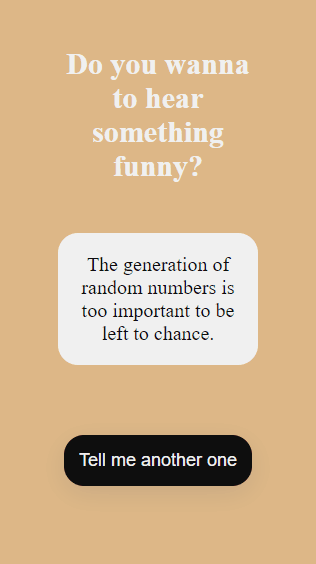 Do you wanna
to hear
something
funny?
The generation of
random numbers is
too important to be
left to chance.
Tell me another one